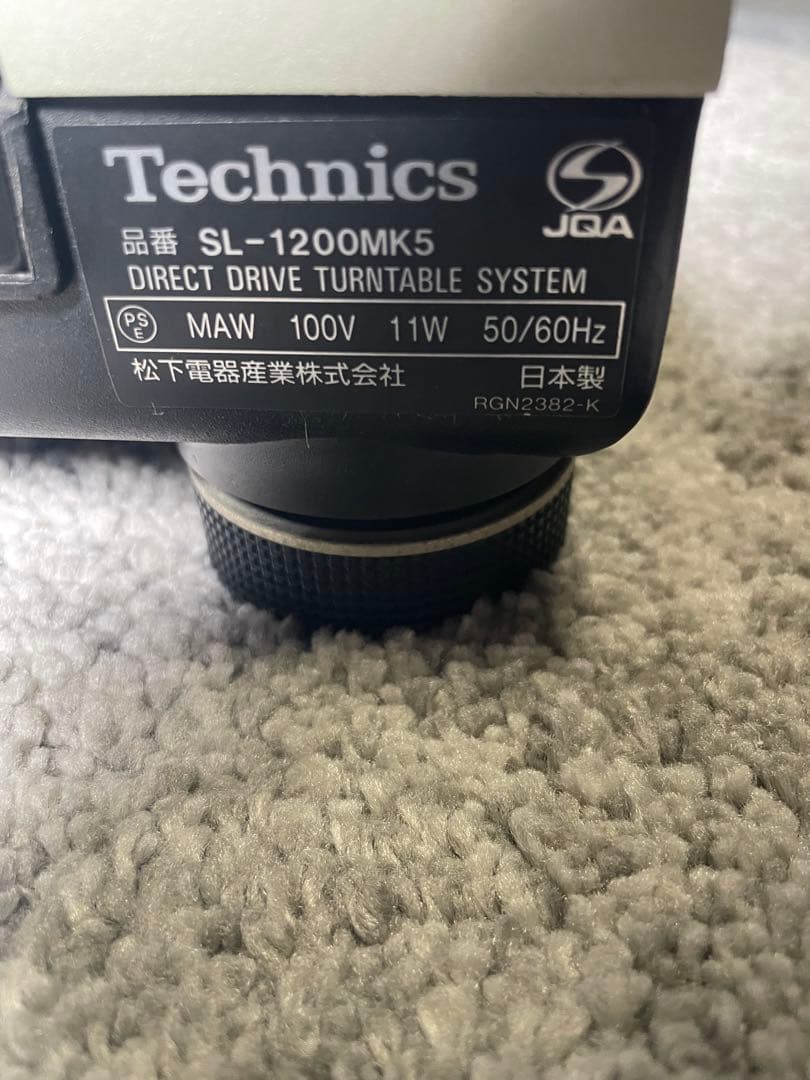 Technics
JQA
品番 SL-1200MK5
DIRECT DRIVE TURNTABLE SYSTEM
PS E MAW 100V 11W 50/60Hz
松下電器産業株式会社 日本製
RGN2382-K